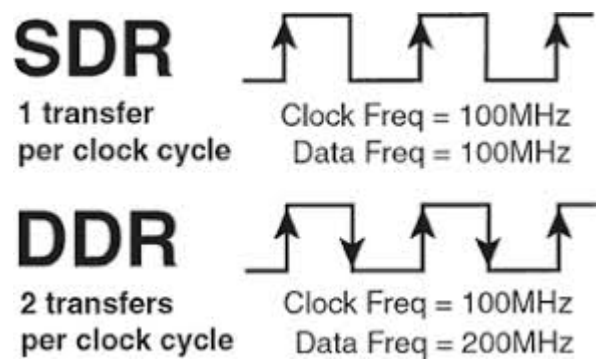 SDR
1 transfer
per clock cycle
Clock Freq = 100MHz
Data Freq = 100MHz
DDR
2 transfers
per clock cycle
Clock Freq = 100MHz
Data Freq = 200MHz